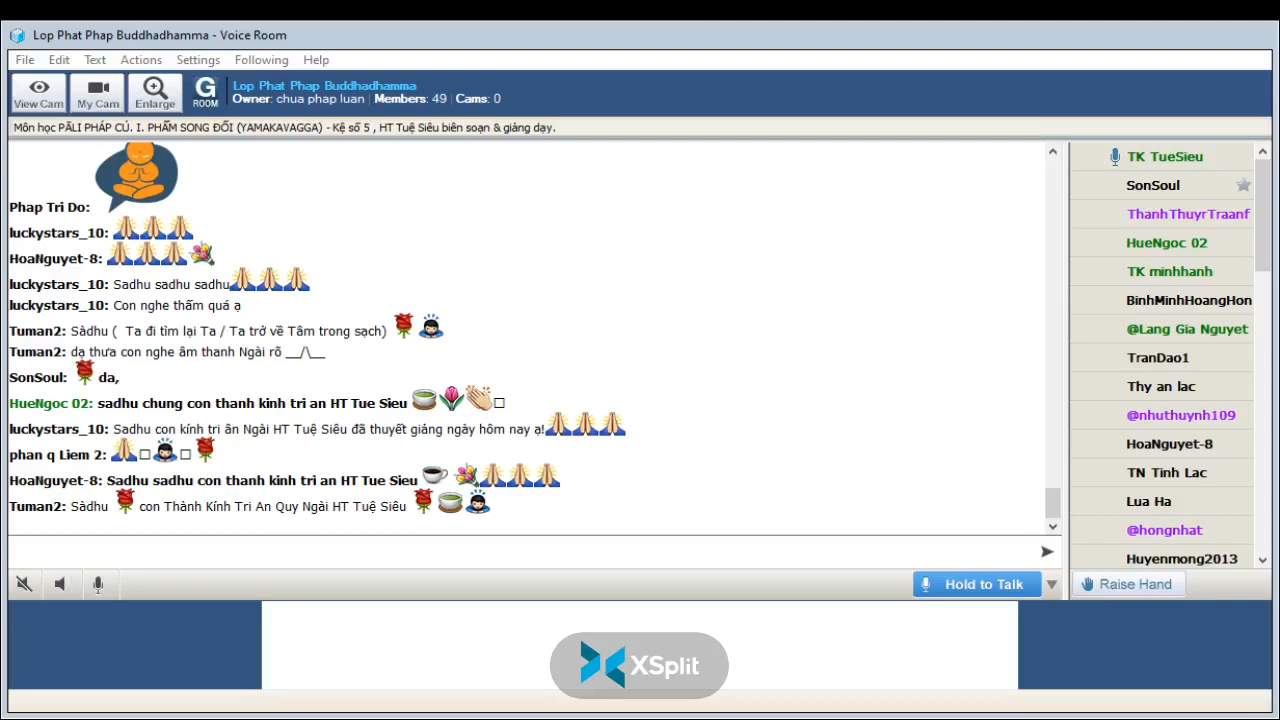 Lop Phat Phap Buddhadhamma - Voice Room
File Edit Text Actions Settings Following Help
View Cam My Cam Enlarge G ROOM
Lop Phat Phap Buddhadhamma
Owner: chua phap luan | Members: 49 | Cams: 0
Môn học PĀLI PHÁP CÚ. I. PHẨM SONG ĐỐI (YAMAKAVAGGA) - Kệ số 5 , HT Tuệ Siêu biên soạn & giảng dạy.
Phap Tri Do:
luckystars_10: 🙏🙏🙏
HoaNguyet-8: 🙏🙏🙏💐
luckystars_10: Sadhu sadhu sadhu🙏🙏🙏
luckystars_10: Con nghe thấm quá ạ
Tuman2: Sàdhu (  Ta đi tìm lại Ta / Ta trở về Tâm trong sạch) 🌹🙇
Tuman2: dạ thưa con nghe âm thanh Ngài rõ __/\__
SonSoul: 🌹 da,
HueNgoc 02: sadhu chung con thanh kinh tri an HT Tue Sieu 🍵🌷👏□
luckystars_10: Sadhu con kính tri ân Ngài HT Tuệ Siêu đã thuyết giảng ngày hôm nay ạ!🙏🙏🙏
phan q Liem 2: 🙏□🙇□🌹
HoaNguyet-8: Sadhu sadhu con thanh kinh tri an HT Tue Sieu ☕💐🙏🙏🙏
Tuman2: Sàdhu 🌹 con Thành Kính Tri An Quy Ngài HT Tuệ Siêu 🌹🍵🙇
TK TueSieu
SonSoul
ThanhThuyrTraanf
HueNgoc 02
TK minhhanh
BinhMinhHoangHon
@Lang Gia Nguyet
TranDao1
Thy an lac
@nhuthuynh109
HoaNguyet-8
TN Tinh Lac
Lua Ha
@hongnhat
Huyenmong2013
Hold to Talk
Raise Hand
XSplit